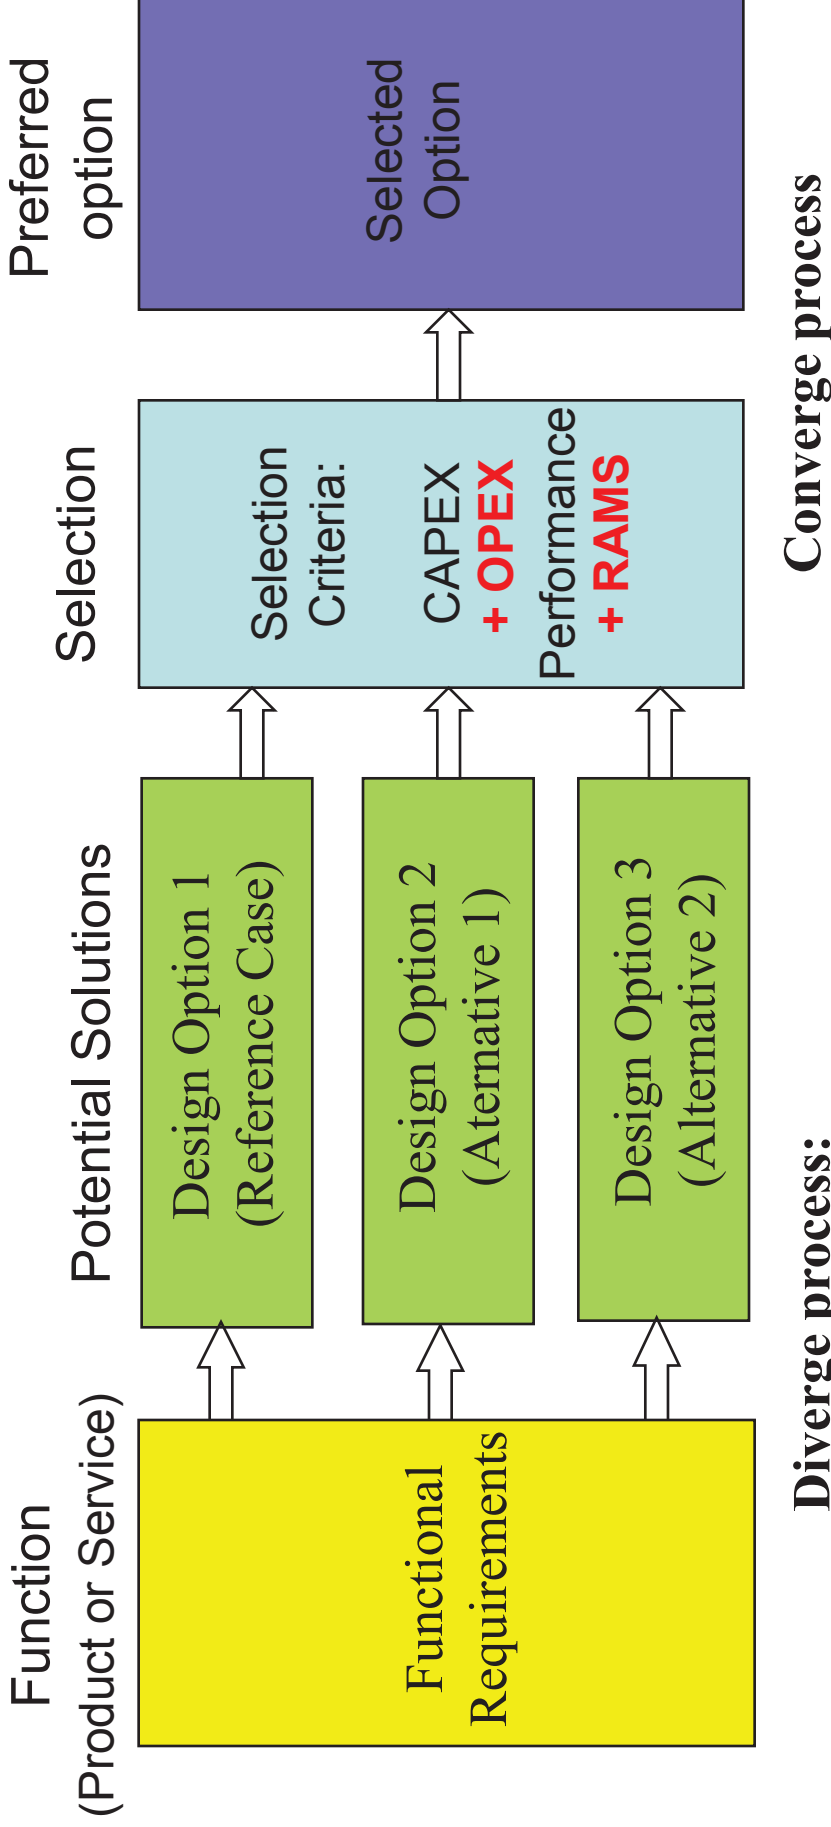 Function
(Product or Service)
Potential Solutions
Selection
Preferred
option
Functional
Requirements
Design Option 1
(Reference Case)
Design Option 2
(Aternative 1)
Design Option 3
(Alternative 2)
Selection
Criteria:
CAPEX
+ OPEX
Performance
+ RAMS
Selected
Option
Diverge process:
Converge process